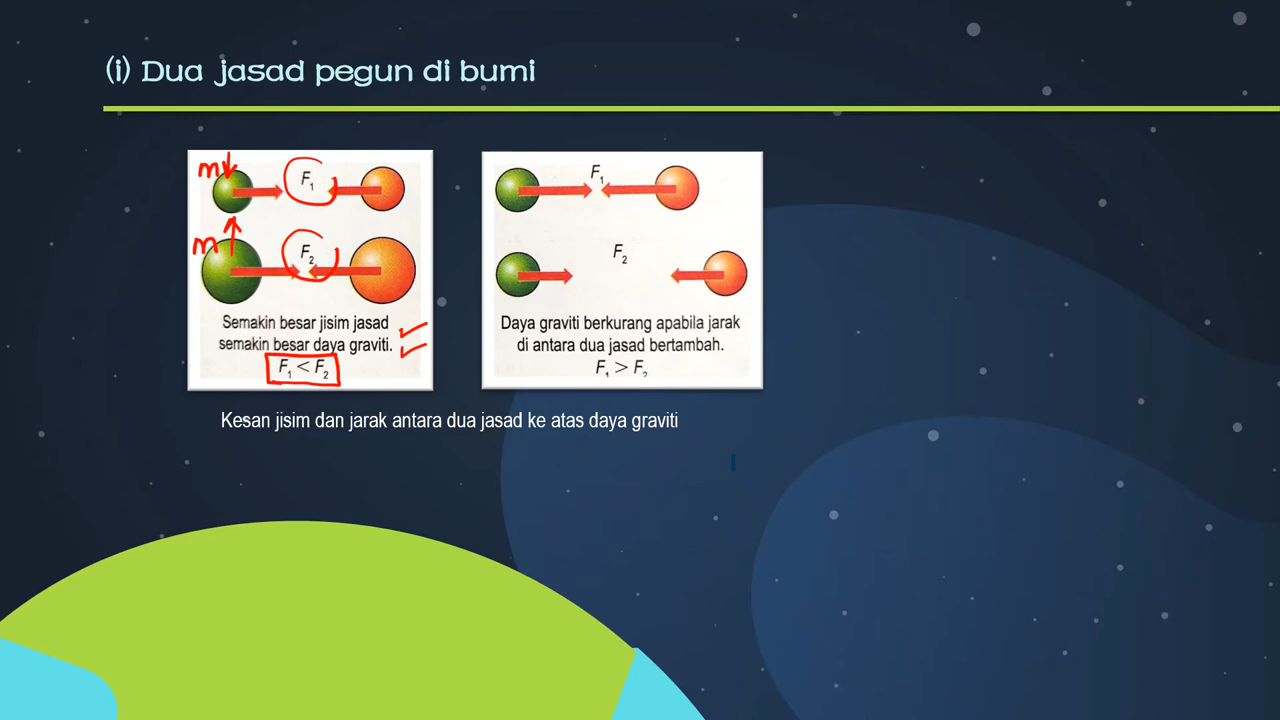 (i) Dua jasad pegun di bumi
m↓
F₁
m↑
F₂
Semakin besar jisim jasad
semakin besar daya graviti.
F₁ < F₂
F₁
F₂
Daya graviti berkurang apabila jarak
di antara dua jasad bertambah.
F₁ > F₂
Kesan jisim dan jarak antara dua jasad ke atas daya graviti